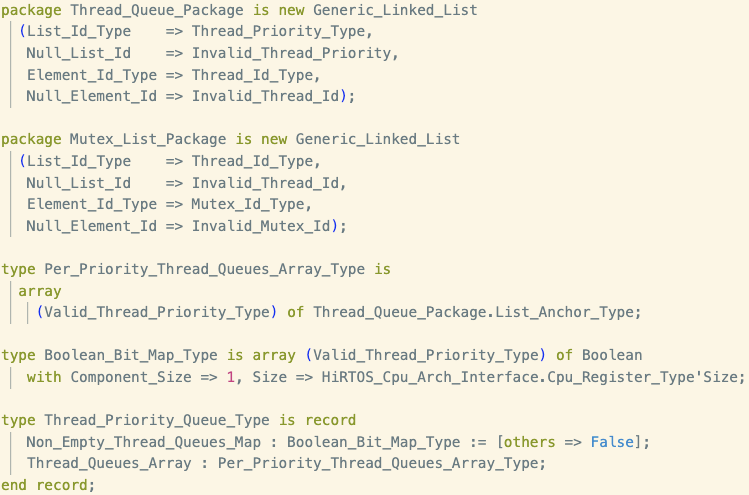 package Thread_Queue_Package is new Generic_Linked_List
  (List_Id_Type    => Thread_Priority_Type,
   Null_List_Id    => Invalid_Thread_Priority,
   Element_Id_Type => Thread_Id_Type,
   Null_Element_Id => Invalid_Thread_Id);

package Mutex_List_Package is new Generic_Linked_List
  (List_Id_Type    => Thread_Id_Type,
   Null_List_Id    => Invalid_Thread_Id,
   Element_Id_Type => Mutex_Id_Type,
   Null_Element_Id => Invalid_Mutex_Id);

type Per_Priority_Thread_Queues_Array_Type is
  array
    (Valid_Thread_Priority_Type) of Thread_Queue_Package.List_Anchor_Type;

type Boolean_Bit_Map_Type is array (Valid_Thread_Priority_Type) of Boolean
   with Component_Size => 1, Size => HiRTOS_Cpu_Arch_Interface.Cpu_Register_Type'Size;

type Thread_Priority_Queue_Type is record
   Non_Empty_Thread_Queues_Map : Boolean_Bit_Map_Type := [others => False];
   Thread_Queues_Array : Per_Priority_Thread_Queues_Array_Type;
end record;